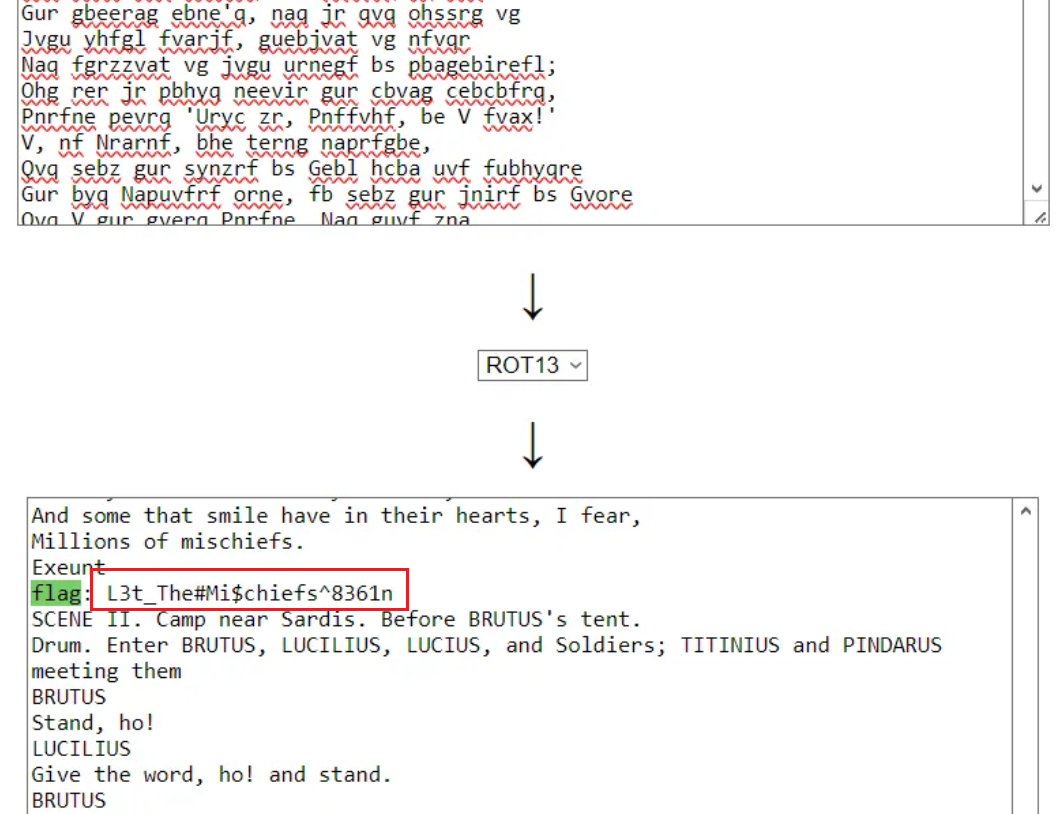 Gur gbeerag ebne'q, naq jr qvq ohssrg vg
Jvgu yhfgl fvarjf, guebjvat vg nfvqr
Naq fgrzzvat vg jvgu urnegf bs pbagebirefl;
Ohg rer jr pbhyq neevir gur cbvag cebcbfrq,
Pnrfne pevrq 'Uryc zr, Pnffvhf, be V fvax!'
V, nf Nrarnf, bhe terng naprfgbe,
Qvq sebz gur synzrf bs Gebl hcba uvf fubhyqre
Gur byq Napuvfrf orne, fb sebz gur jnirf bs Gvore
Qvq V gur gverq Pnrfne. Naq guvf zna
↓
ROT13
↓
And some that smile have in their hearts, I fear,
Millions of mischiefs.
Exeunt
flag: L3t_The#Mi$chiefs^8361n
SCENE II. Camp near Sardis. Before BRUTUS's tent.
Drum. Enter BRUTUS, LUCILIUS, LUCIUS, and Soldiers; TITINIUS and PINDARUS
meeting them
BRUTUS
Stand, ho!
LUCILIUS
Give the word, ho! and stand.
BRUTUS